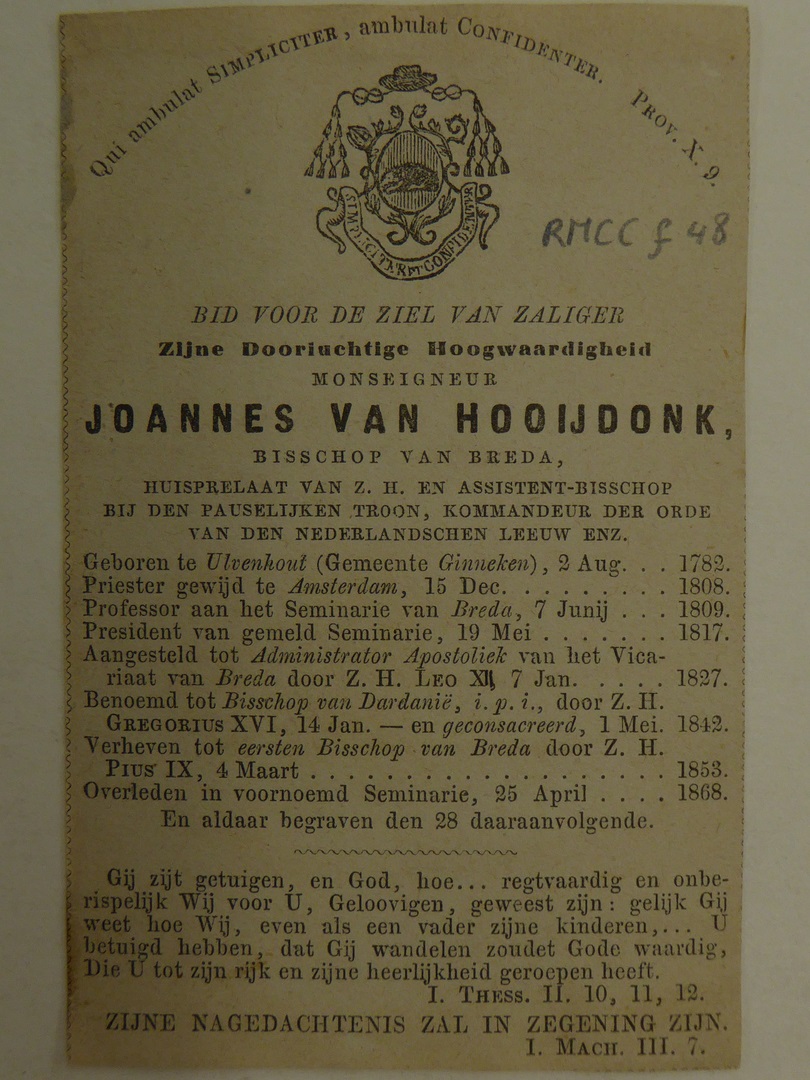 Qui ambulat SIMPLICITER, ambulat CONFIDENTER. PROV. X. 9.
SIMPLICITER ET CONFIDENTER
RMCC f 48
BID VOOR DE ZIEL VAN ZALIGER
Zijne Doorluchtige Hoogwaardigheid
MONSEIGNEUR
JOANNES VAN HOOIJDONK,
BISSCHOP VAN BREDA,
HUISPRELAAT VAN Z. H. EN ASSISTENT-BISSCHOP
BIJ DEN PAUSELIJKEN TROON, KOMMANDEUR DER ORDE
VAN DEN NEDERLANDSCHEN LEEUW ENZ.
Geboren te Ulvenhout (Gemeente Ginneken), 2 Aug. . . 1782.
Priester gewijd te Amsterdam, 15 Dec. . . . . . . . . 1808.
Professor aan het Seminarie van Breda, 7 Junij . . . 1809.
President van gemeld Seminarie, 19 Mei . . . . . . . 1817.
Aangesteld tot Administrator Apostoliek van het Vica-
riaat van Breda door Z. H. LEO XII, 7 Jan. . . . . . 1827.
Benoemd tot Bisschop van Dardanië, i. p. i., door Z. H.
GREGORIUS XVI, 14 Jan. — en geconsacreerd, 1 Mei. 1842.
Verheven tot eersten Bisschop van Breda door Z. H.
PIUS IX, 4 Maart . . . . . . . . . . . . . . . . . . 1853.
Overleden in voornoemd Seminarie, 25 April . . . . 1868.
En aldaar begraven den 28 daaraanvolgende.
Gij zijt getuigen, en God, hoe... regtvaardig en onbe-
rispelijk Wij voor U, Geloovigen, geweest zijn: gelijk Gij
weet hoe Wij, even als een vader zijne kinderen,... U
betuigd hebben, dat Gij wandelen zoudet Gode waardig,
Die U tot zijn rijk en zijne heerlijkheid geroepen heeft.
I. THESS. II. 10, 11, 12.
ZIJNE NAGEDACHTENIS ZAL IN ZEGENING ZIJN.
I. MACH. III. 7.